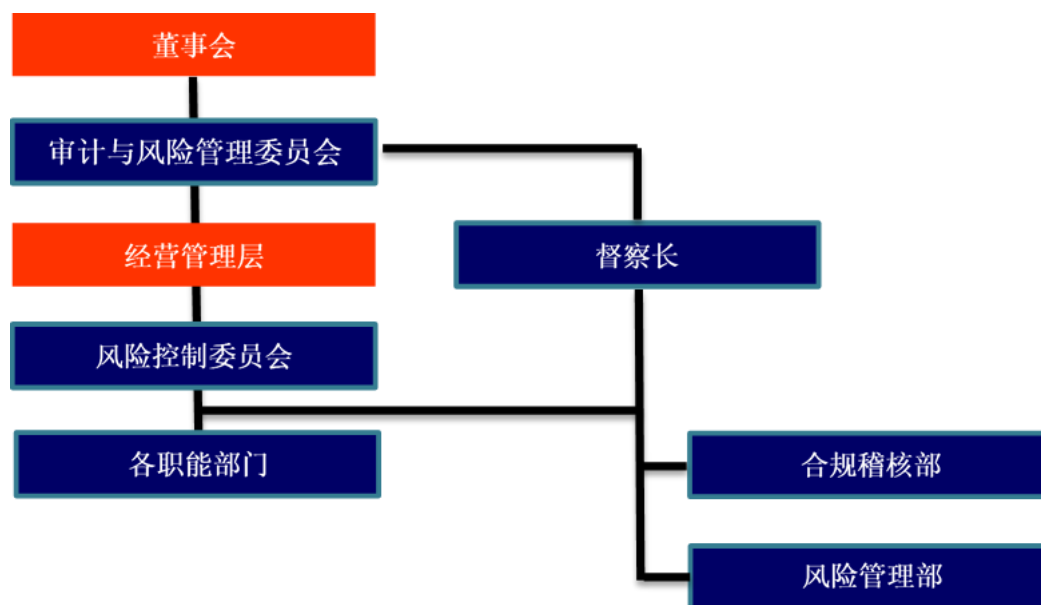 董事会
审计与风险管理委员会
经营管理层
督察长
风险控制委员会
各职能部门
合规稽核部
风险管理部